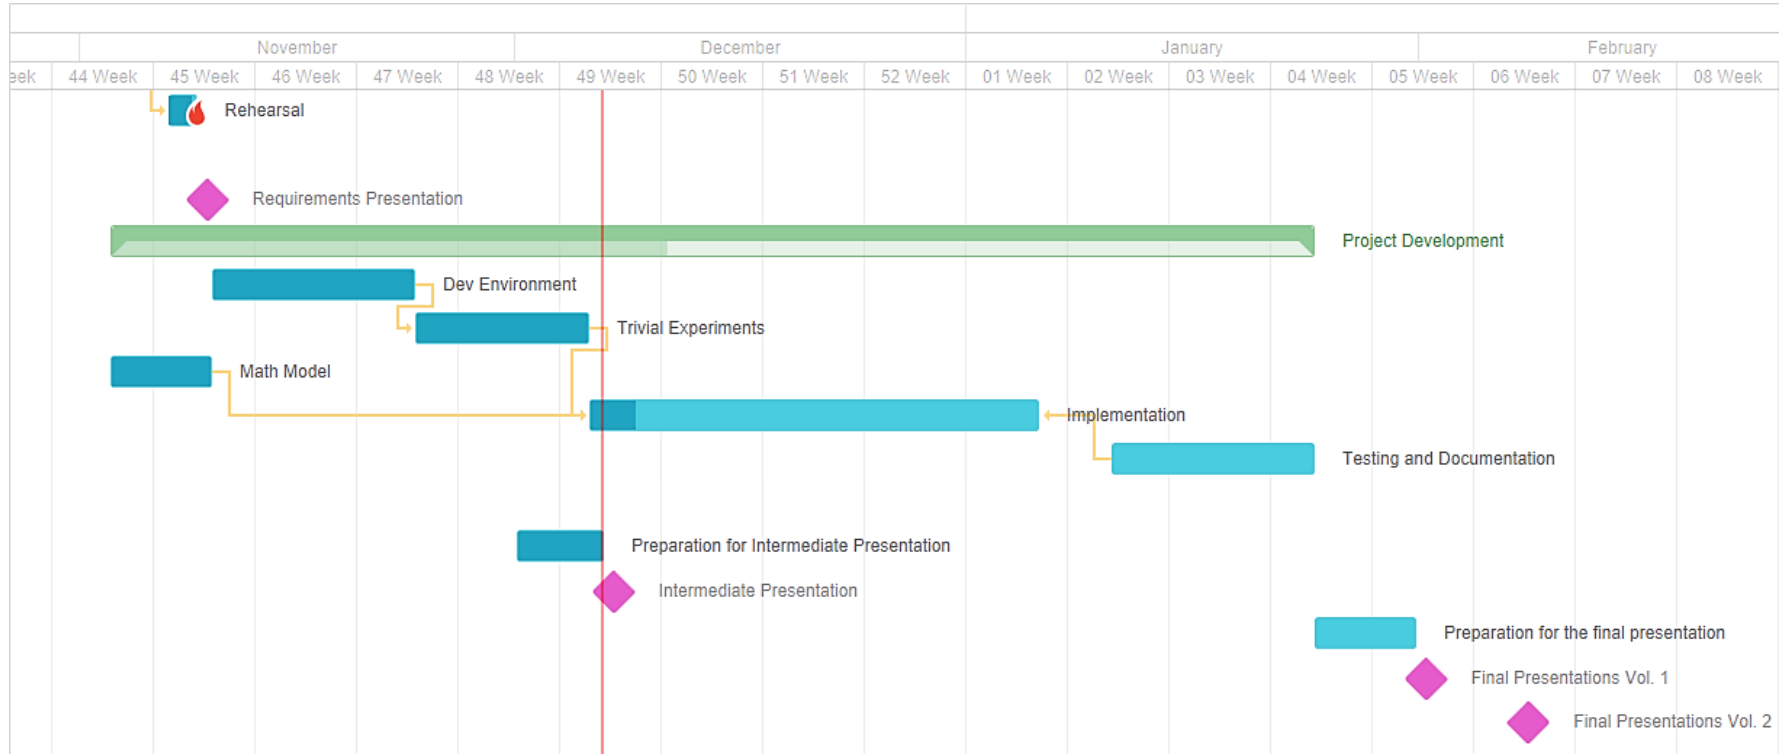 November December January February
eek 44 Week 45 Week 46 Week 47 Week 48 Week 49 Week 50 Week 51 Week 52 Week 01 Week 02 Week 03 Week 04 Week 05 Week 06 Week 07 Week 08 Week
Rehearsal
Requirements Presentation
Project Development
Dev Environment
Trivial Experiments
Math Model
Implementation
Testing and Documentation
Preparation for Intermediate Presentation
Intermediate Presentation
Preparation for the final presentation
Final Presentations Vol. 1
Final Presentations Vol. 2